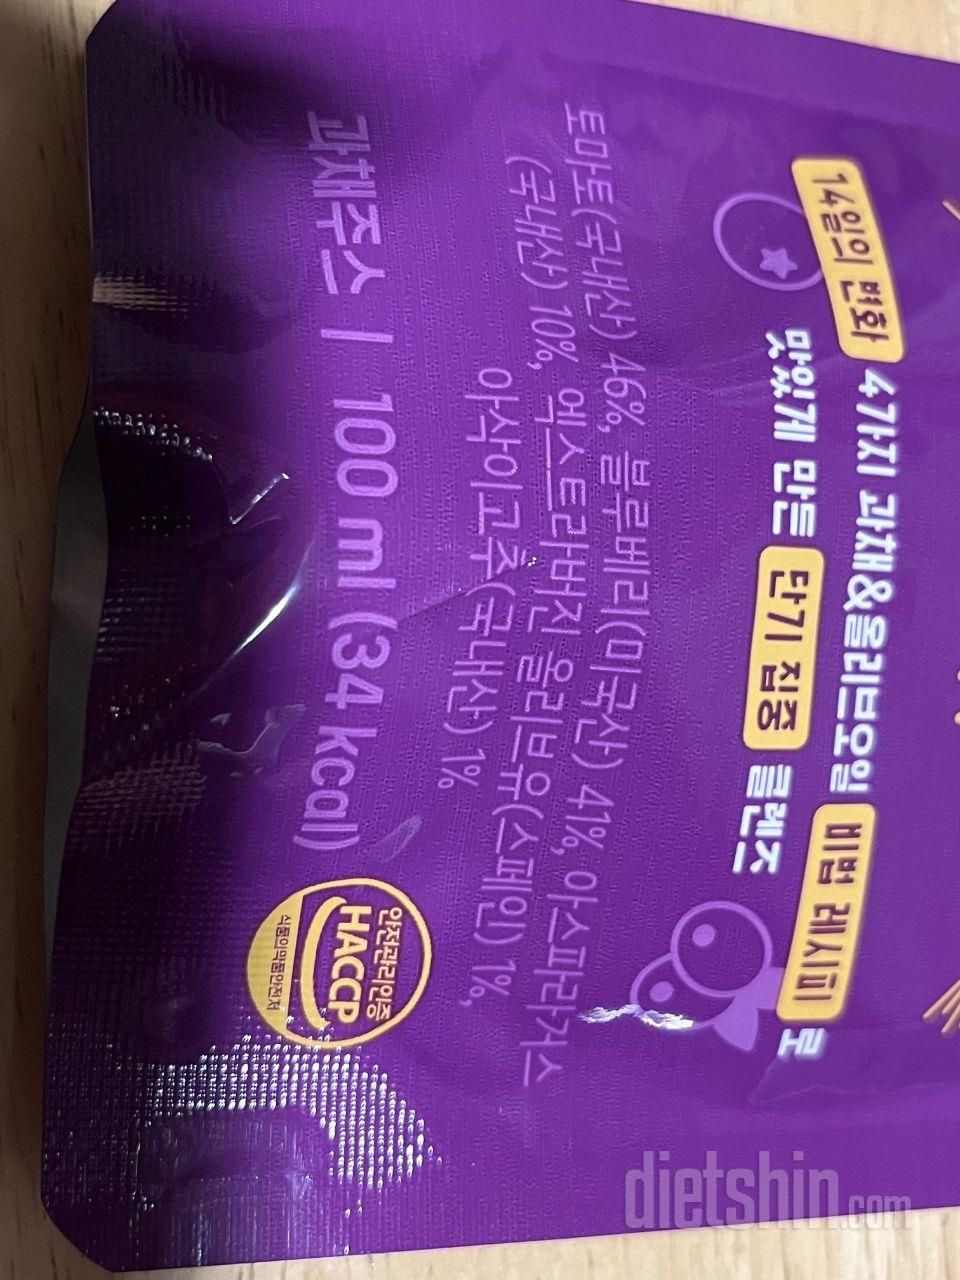 14일의 변화 4가지 과채&올리브오일 비법 레시피로
맛있게 만든 단기 집중 클렌즈
토마토(국내산) 46%, 블루베리(미국산) 41%, 아스파라거스
(국내산) 10%, 엑스트라버진 올리브유(스페인) 1%,
아삭이고추(국내산) 1%
과채주스 | 100 ml (34 kcal)
안전관리인증
HACCP
식품의약품안전처
dietshin.com